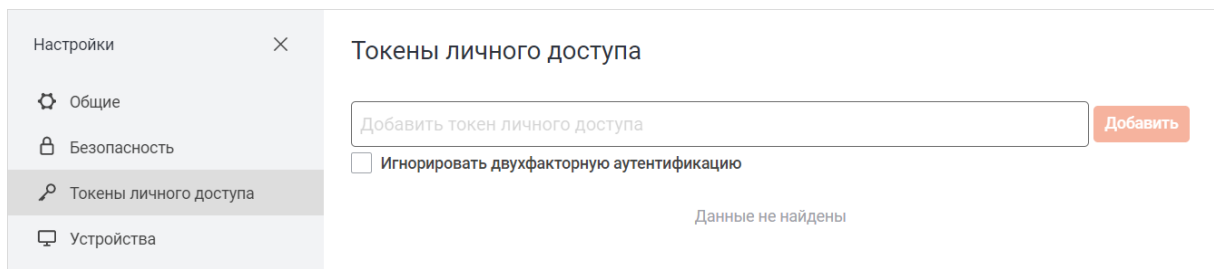 Настройки
Общие
Безопасность
Токены личного доступа
Устройства
Токены личного доступа
Добавить токен личного доступа
Добавить
Игнорировать двухфакторную аутентификацию
Данные не найдены